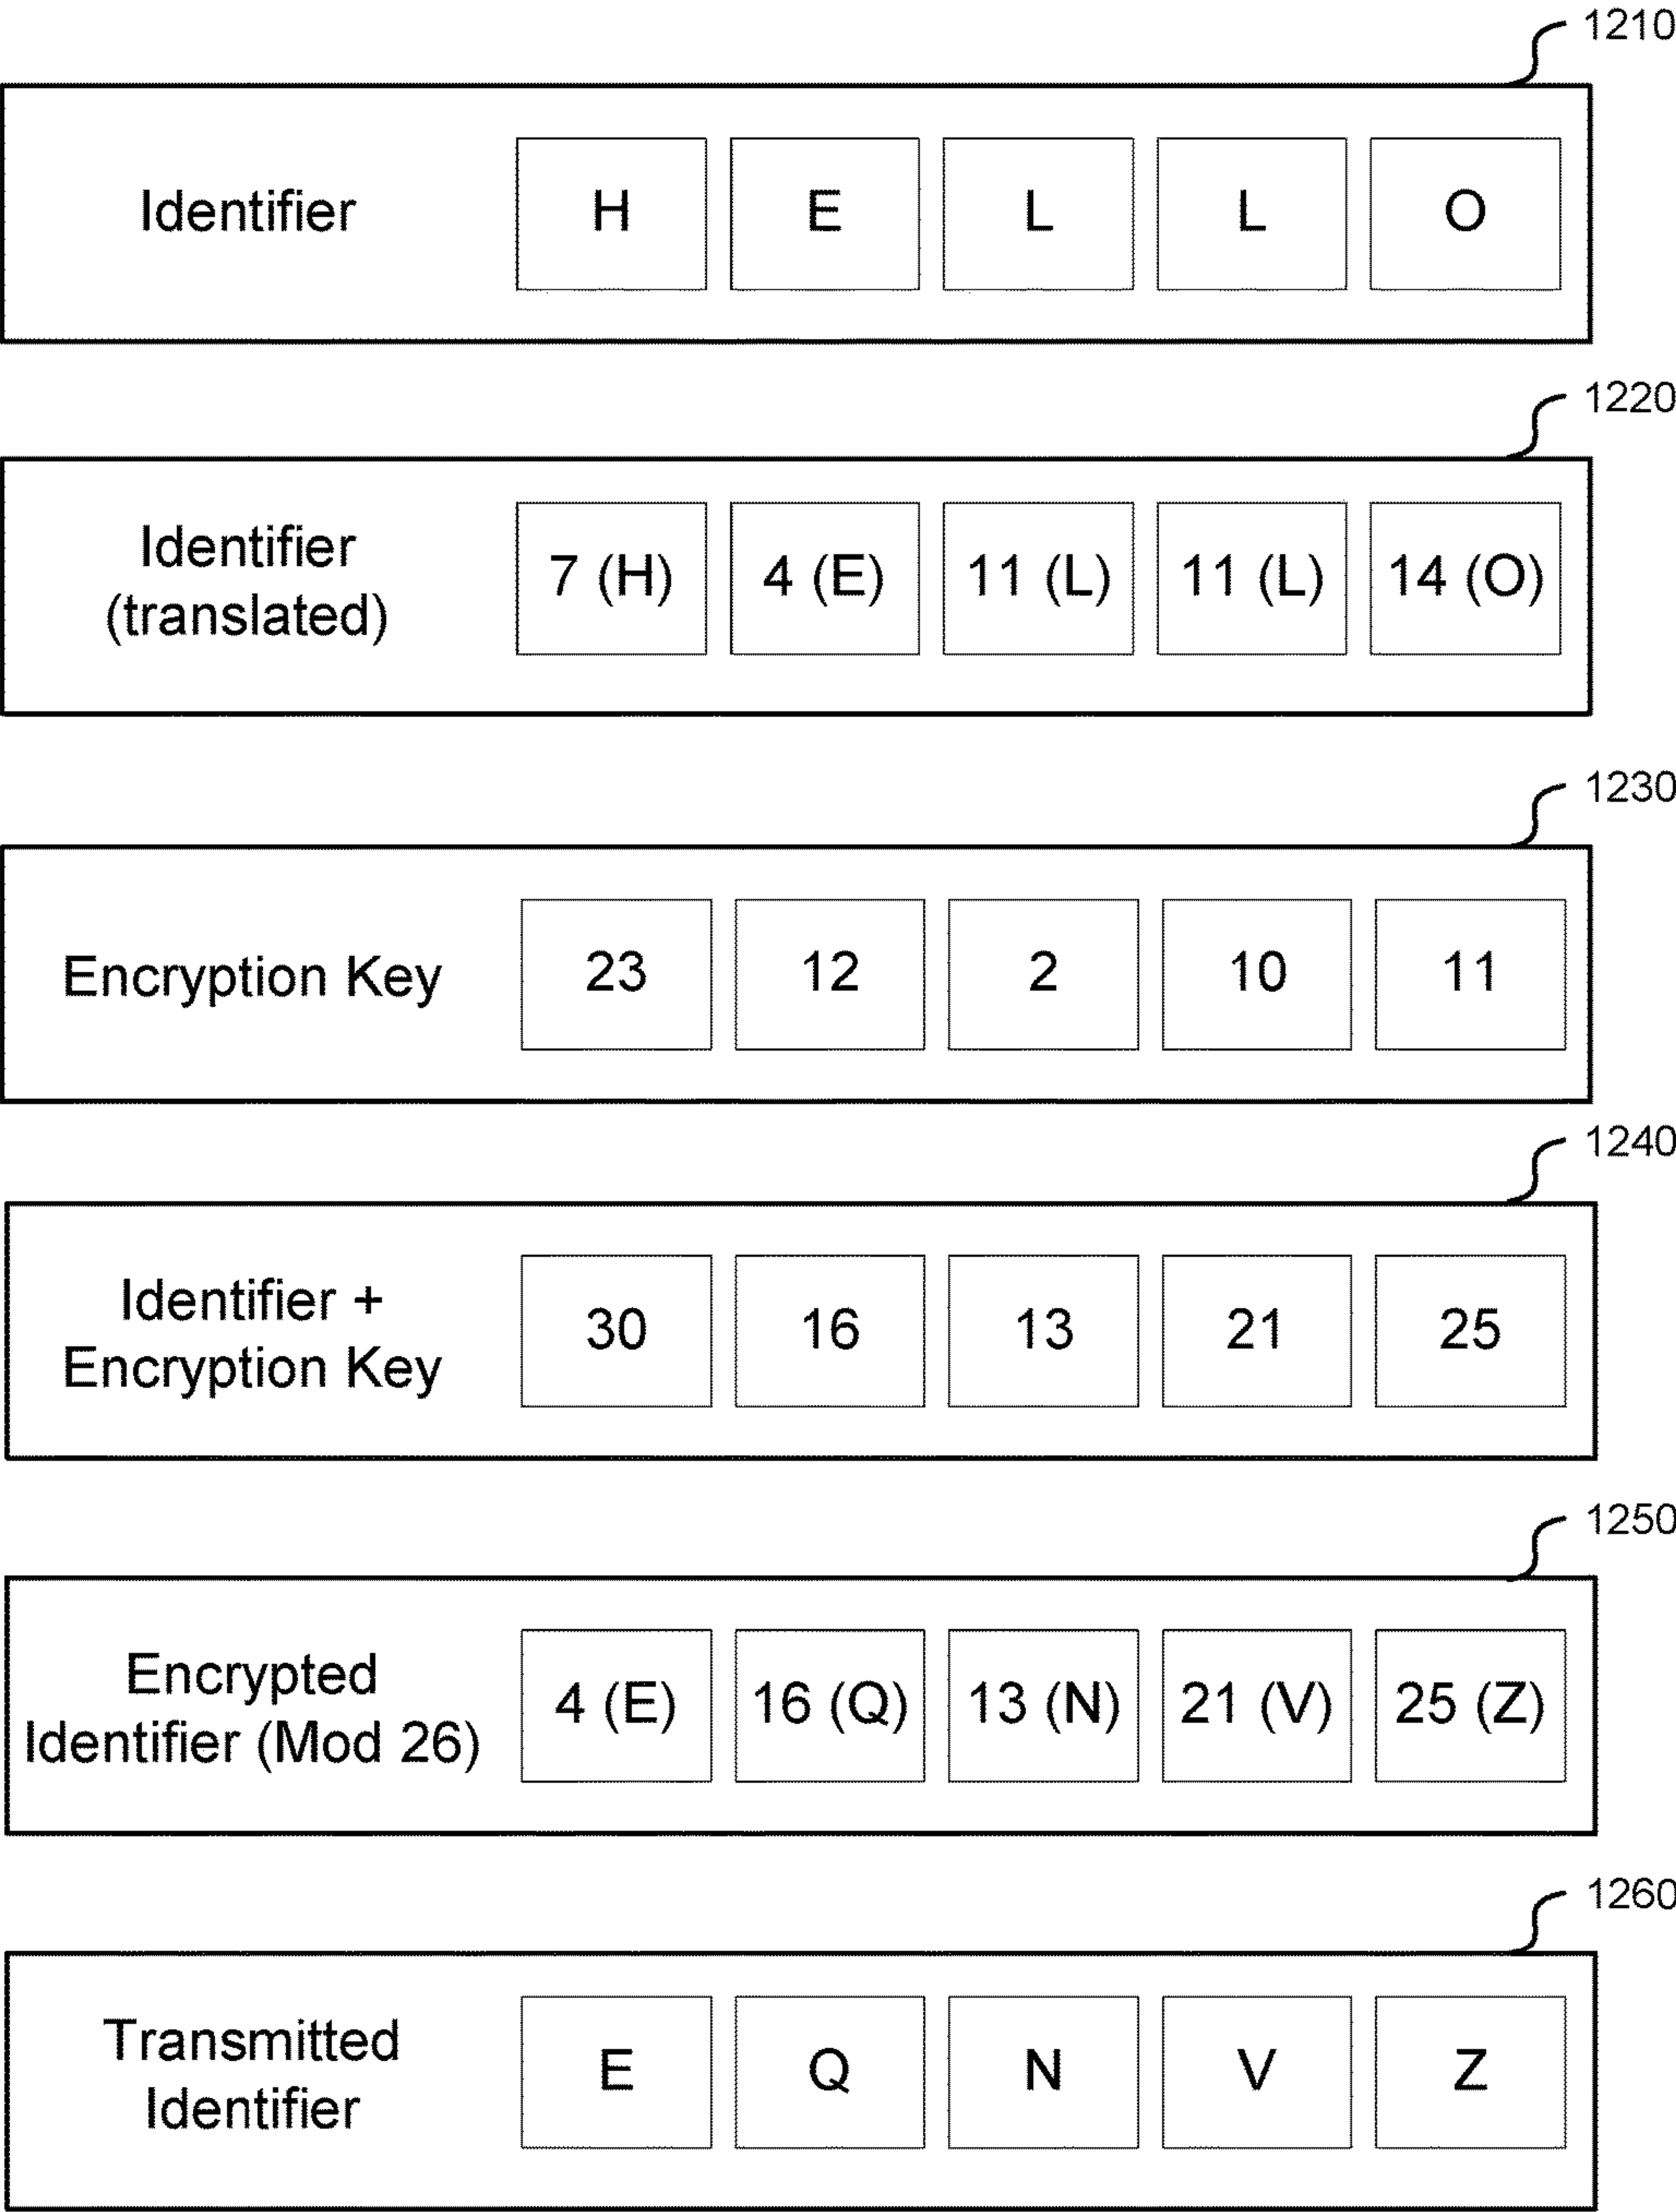 1210
Identifier H E L L O
1220
Identifier
(translated) 7 (H) 4 (E) 11 (L) 11 (L) 14 (O)
1230
Encryption Key 23 12 2 10 11
1240
Identifier +
Encryption Key 30 16 13 21 25
1250
Encrypted
Identifier (Mod 26) 4 (E) 16 (Q) 13 (N) 21 (V) 25 (Z)
1260
Transmitted
Identifier E Q N V Z